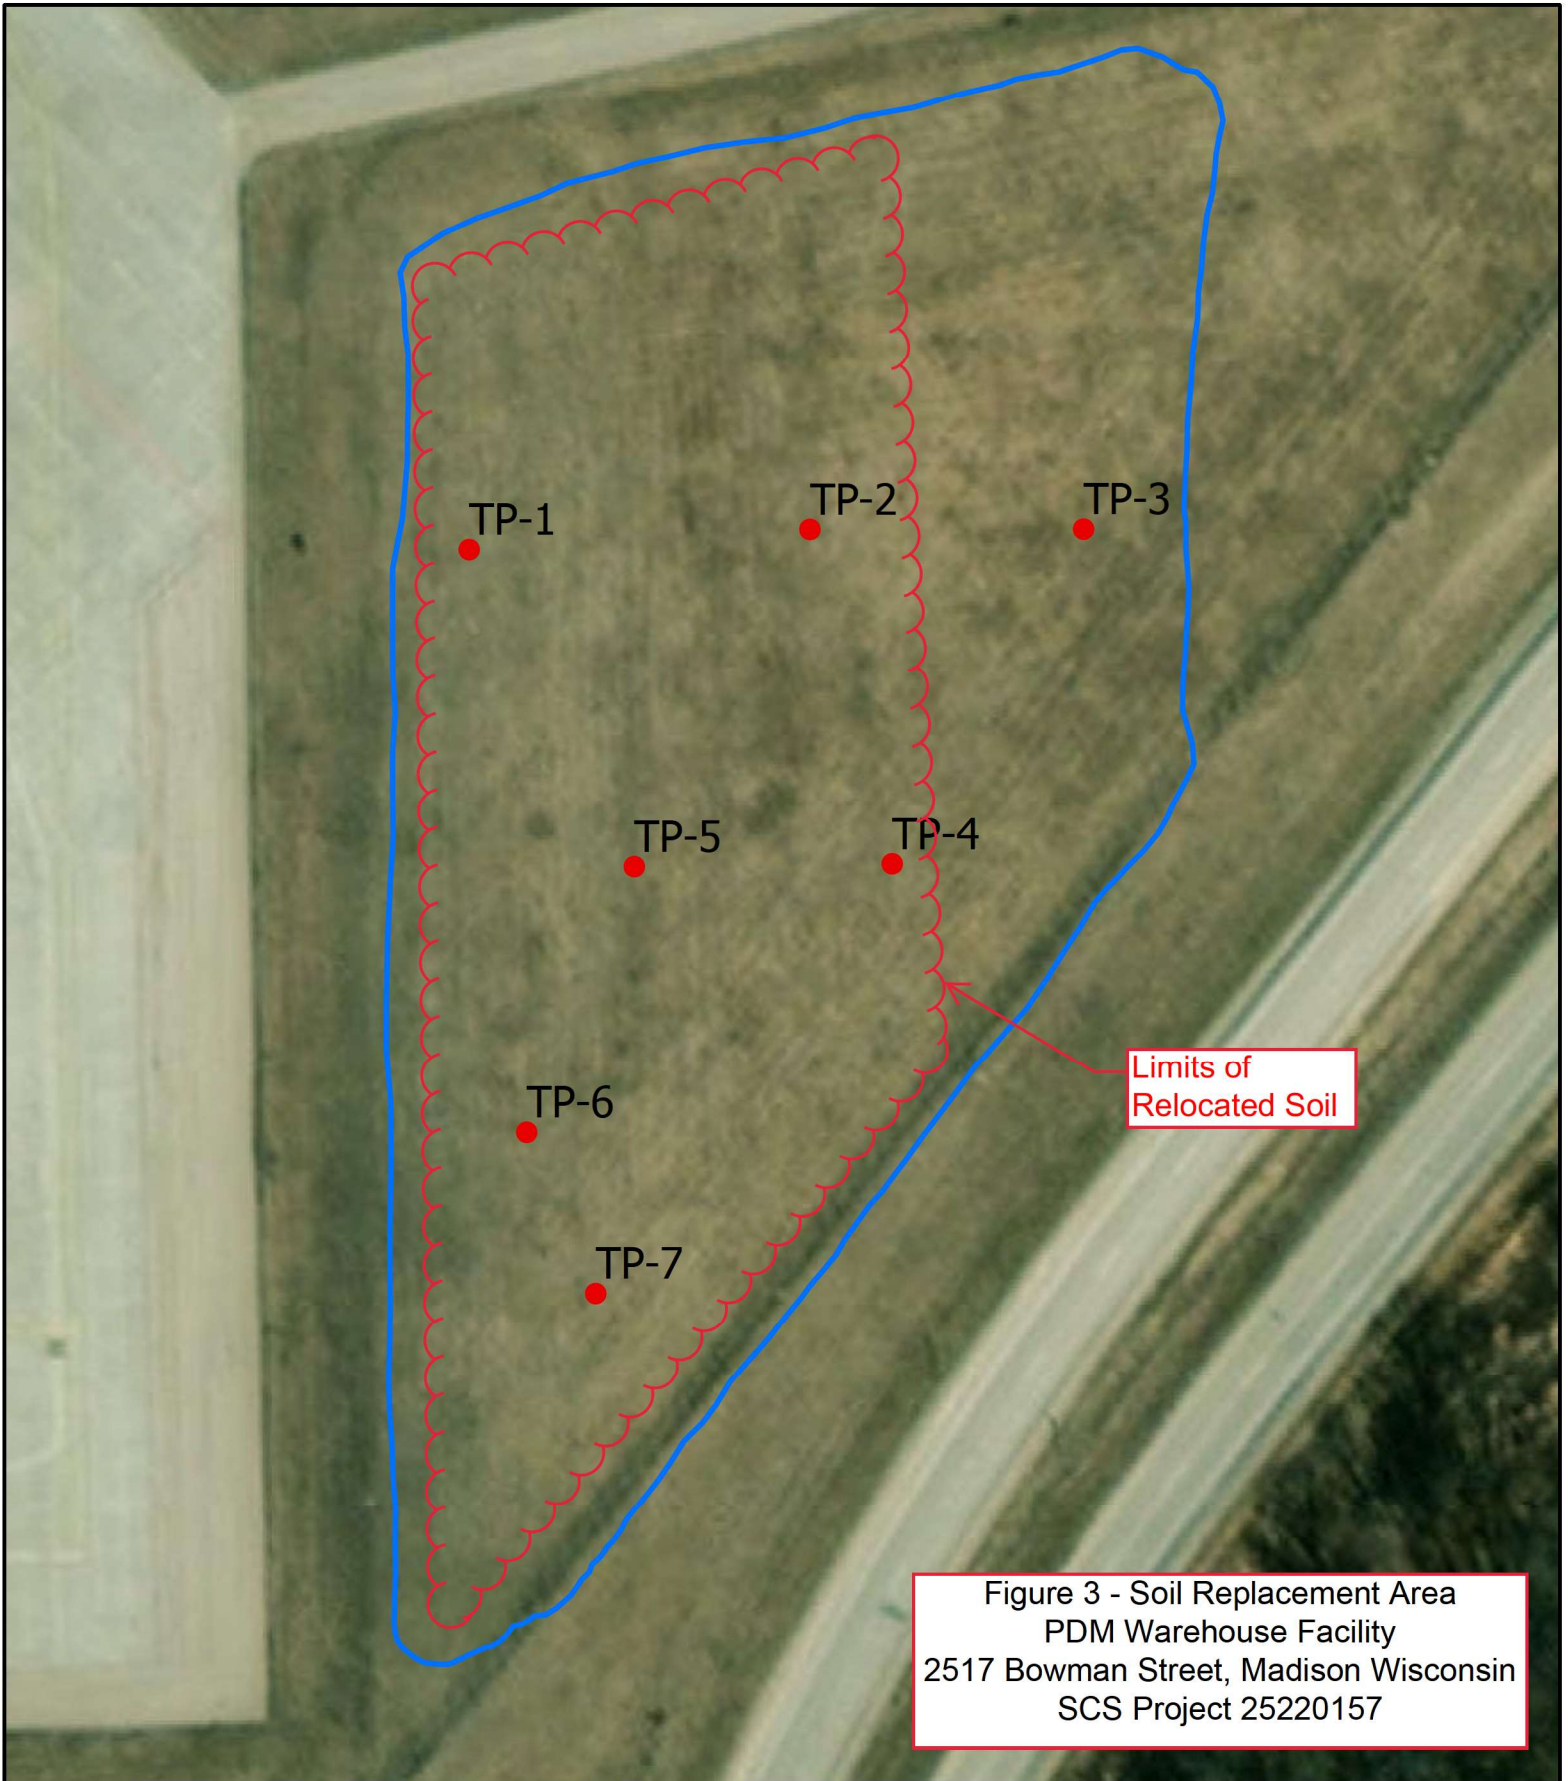 TP-1
TP-2
TP-3
TP-5
TP-4
Limits of
Relocated Soil
TP-6
TP-7
Figure 3 - Soil Replacement Area
PDM Warehouse Facility
2517 Bowman Street, Madison Wisconsin
SCS Project 25220157